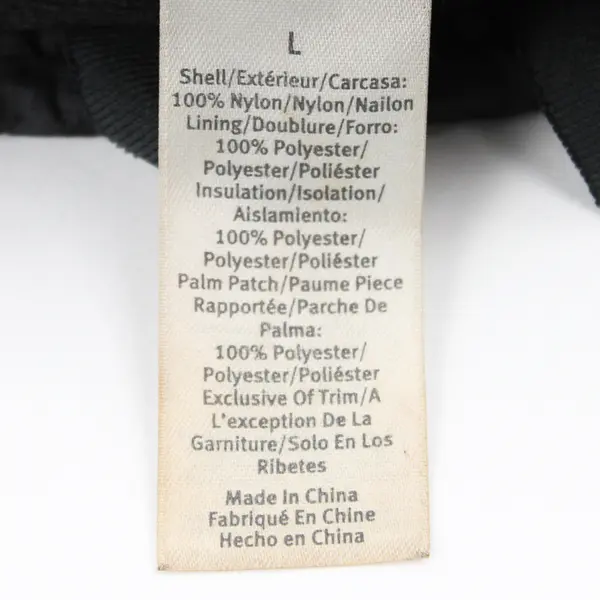 L
Shell/Extérieur/Carcasa:
100% Nylon/Nylon/Nailon
Lining/Doublure/Forro:
100% Polyester/
Polyester/Poliéster
Insulation/Isolation/
Aislamiento:
100% Polyester/
Polyester/Poliéster
Palm Patch/Paume Piece
Rapportée/Parche De
Palma:
100% Polyester/
Polyester/Poliéster
Exclusive Of Trim/A
L'exception De La
Garniture/Solo En Los
Ribetes
Made In China
Fabriqué En Chine
Hecho en China